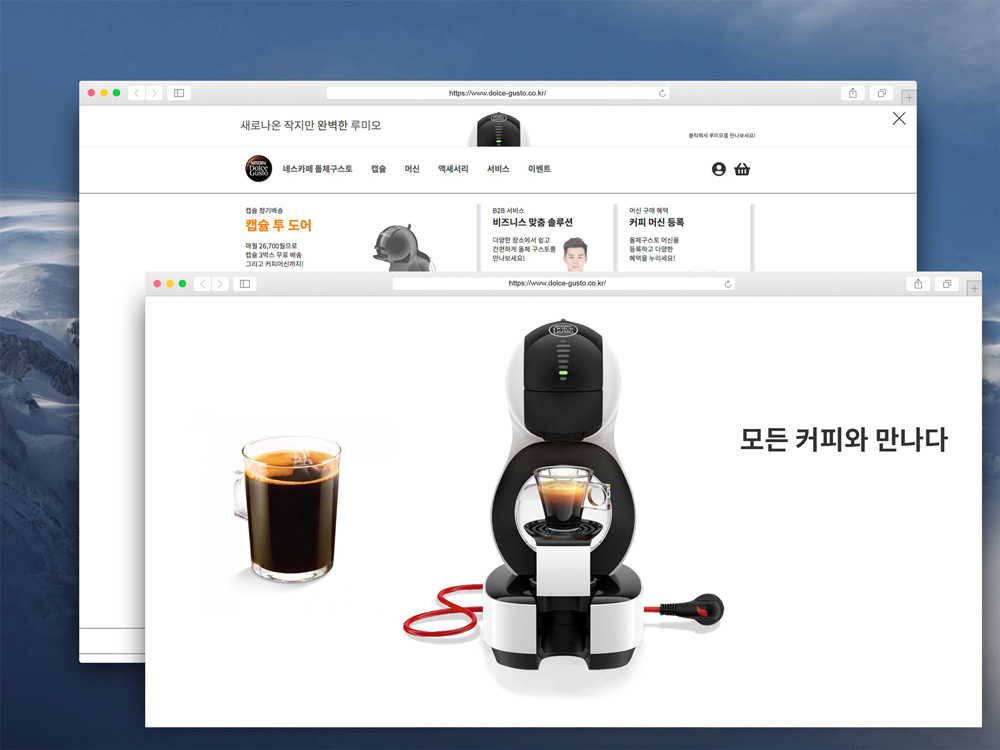 https://www.dolce-gusto.co.kr/
새로나온 작지만 완벽한 루미오
클릭해서 루미오를 만나보세요!
NESCAFÉ
Dolce
Gusto
네스카페 돌체구스토 캡슐 머신 액세서리 서비스 이벤트
캡슐 정기배송
캡슐 투 도어
매월 26,700원으로
캡슐 3박스 무료 배송
그리고 커피머신까지!
B2B 서비스
비즈니스 맞춤 솔루션
다양한 장소에서 쉽고
간편하게 돌체 구스토를
만나보세요!
머신 구매 혜택
커피 머신 등록
돌체구스토 머신을
등록하고 다양한
혜택을 누리세요!
https://www.dolce-gusto.co.kr/
모든 커피와 만나다